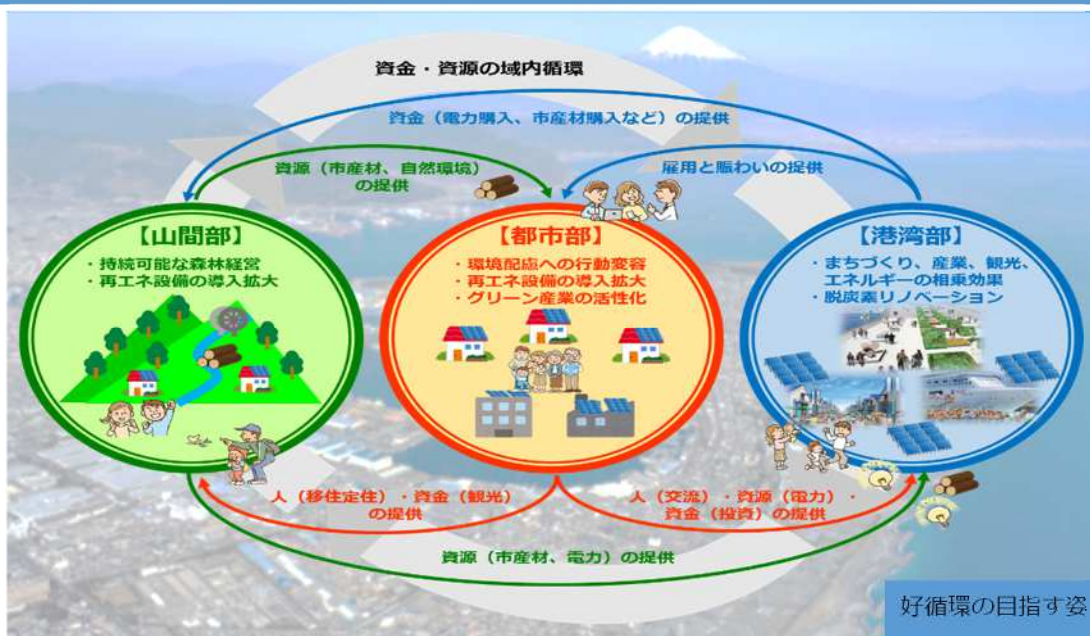 資金・資源の域内循環
資金（電力購入、市産材購入など）の提供
資源（市産材、自然環境）
の提供
雇用と賑わいの提供
【山間部】
・持続可能な森林経営
・再エネ設備の導入拡大
【都市部】
・環境配慮への行動変容
・再エネ設備の導入拡大
・グリーン産業の活性化
【港湾部】
・まちづくり、産業、観光、
エネルギーの相乗効果
・脱炭素リノベーション
人（移住定住）・資金（観光）
の提供
人（交流）・資源（電力）・
資金（投資）の提供
資源（市産材、電力）の提供
好循環の目指す姿